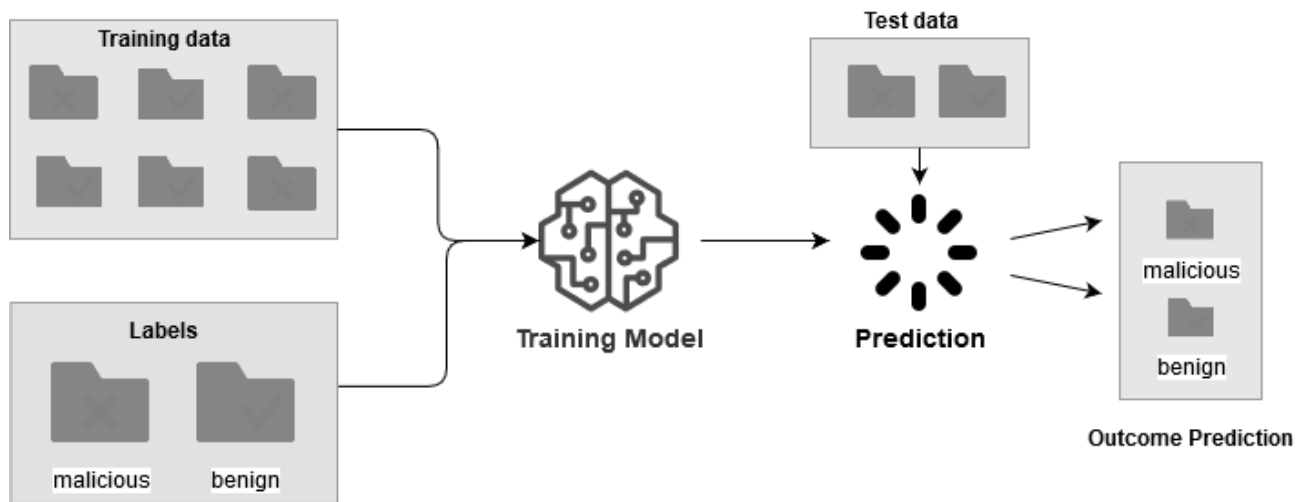 Training data
Labels
malicious
benign
Training Model
Test data
Prediction
malicious
benign
Outcome Prediction